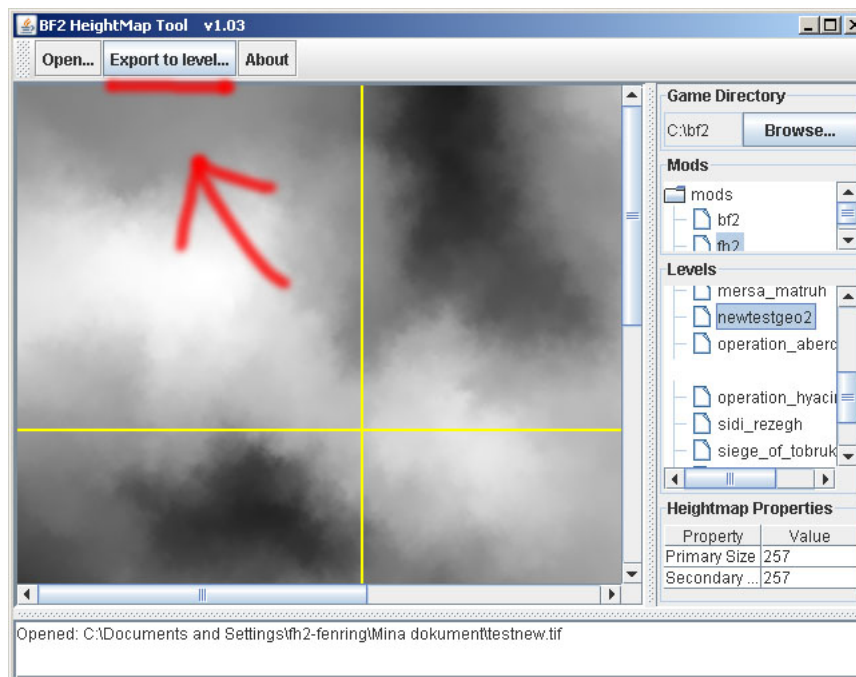 BF2 HeightMap Tool v1.03
Open... Export to level... About
Game Directory
C:\bf2 Browse...
Mods
mods
bf2
fh2
Levels
mersa_matruh
newtestgeo2
operation_aberc
operation_hyacin
sidi_rezegh
siege_of_tobruk
Heightmap Properties
Property Value
Primary Size 257
Secondary ... 257
Opened: C:\Documents and Settings\fh2-fenring\Mina dokument\testnew.tif